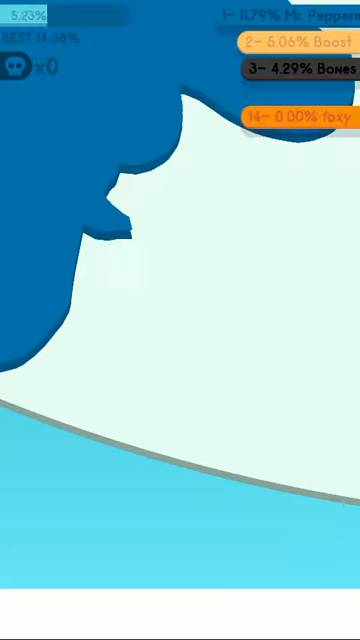 5.23%
BEST 14.38%
x0
1- 11.79% Mr. Pepperm
2- 5.06% Boost
3- 4.29% Bones
14- 0.00% foxy